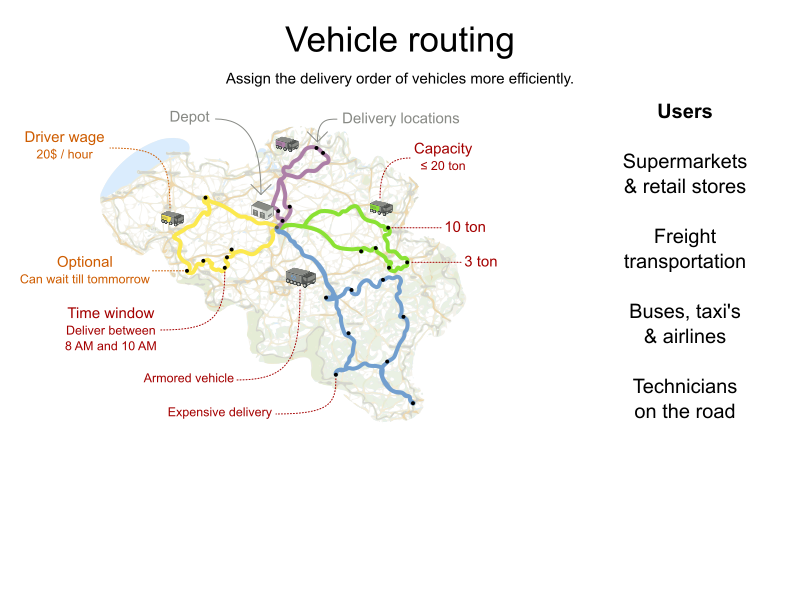 Vehicle routing
Assign the delivery order of vehicles more efficiently.
Depot
Delivery locations
Driver wage
20$ / hour
Capacity
≤ 20 ton
10 ton
3 ton
Optional
Can wait till tommorrow
Time window
Deliver between
8 AM and 10 AM
Armored vehicle
Expensive delivery
Users
Supermarkets
& retail stores
Freight
transportation
Buses, taxi's
& airlines
Technicians
on the road